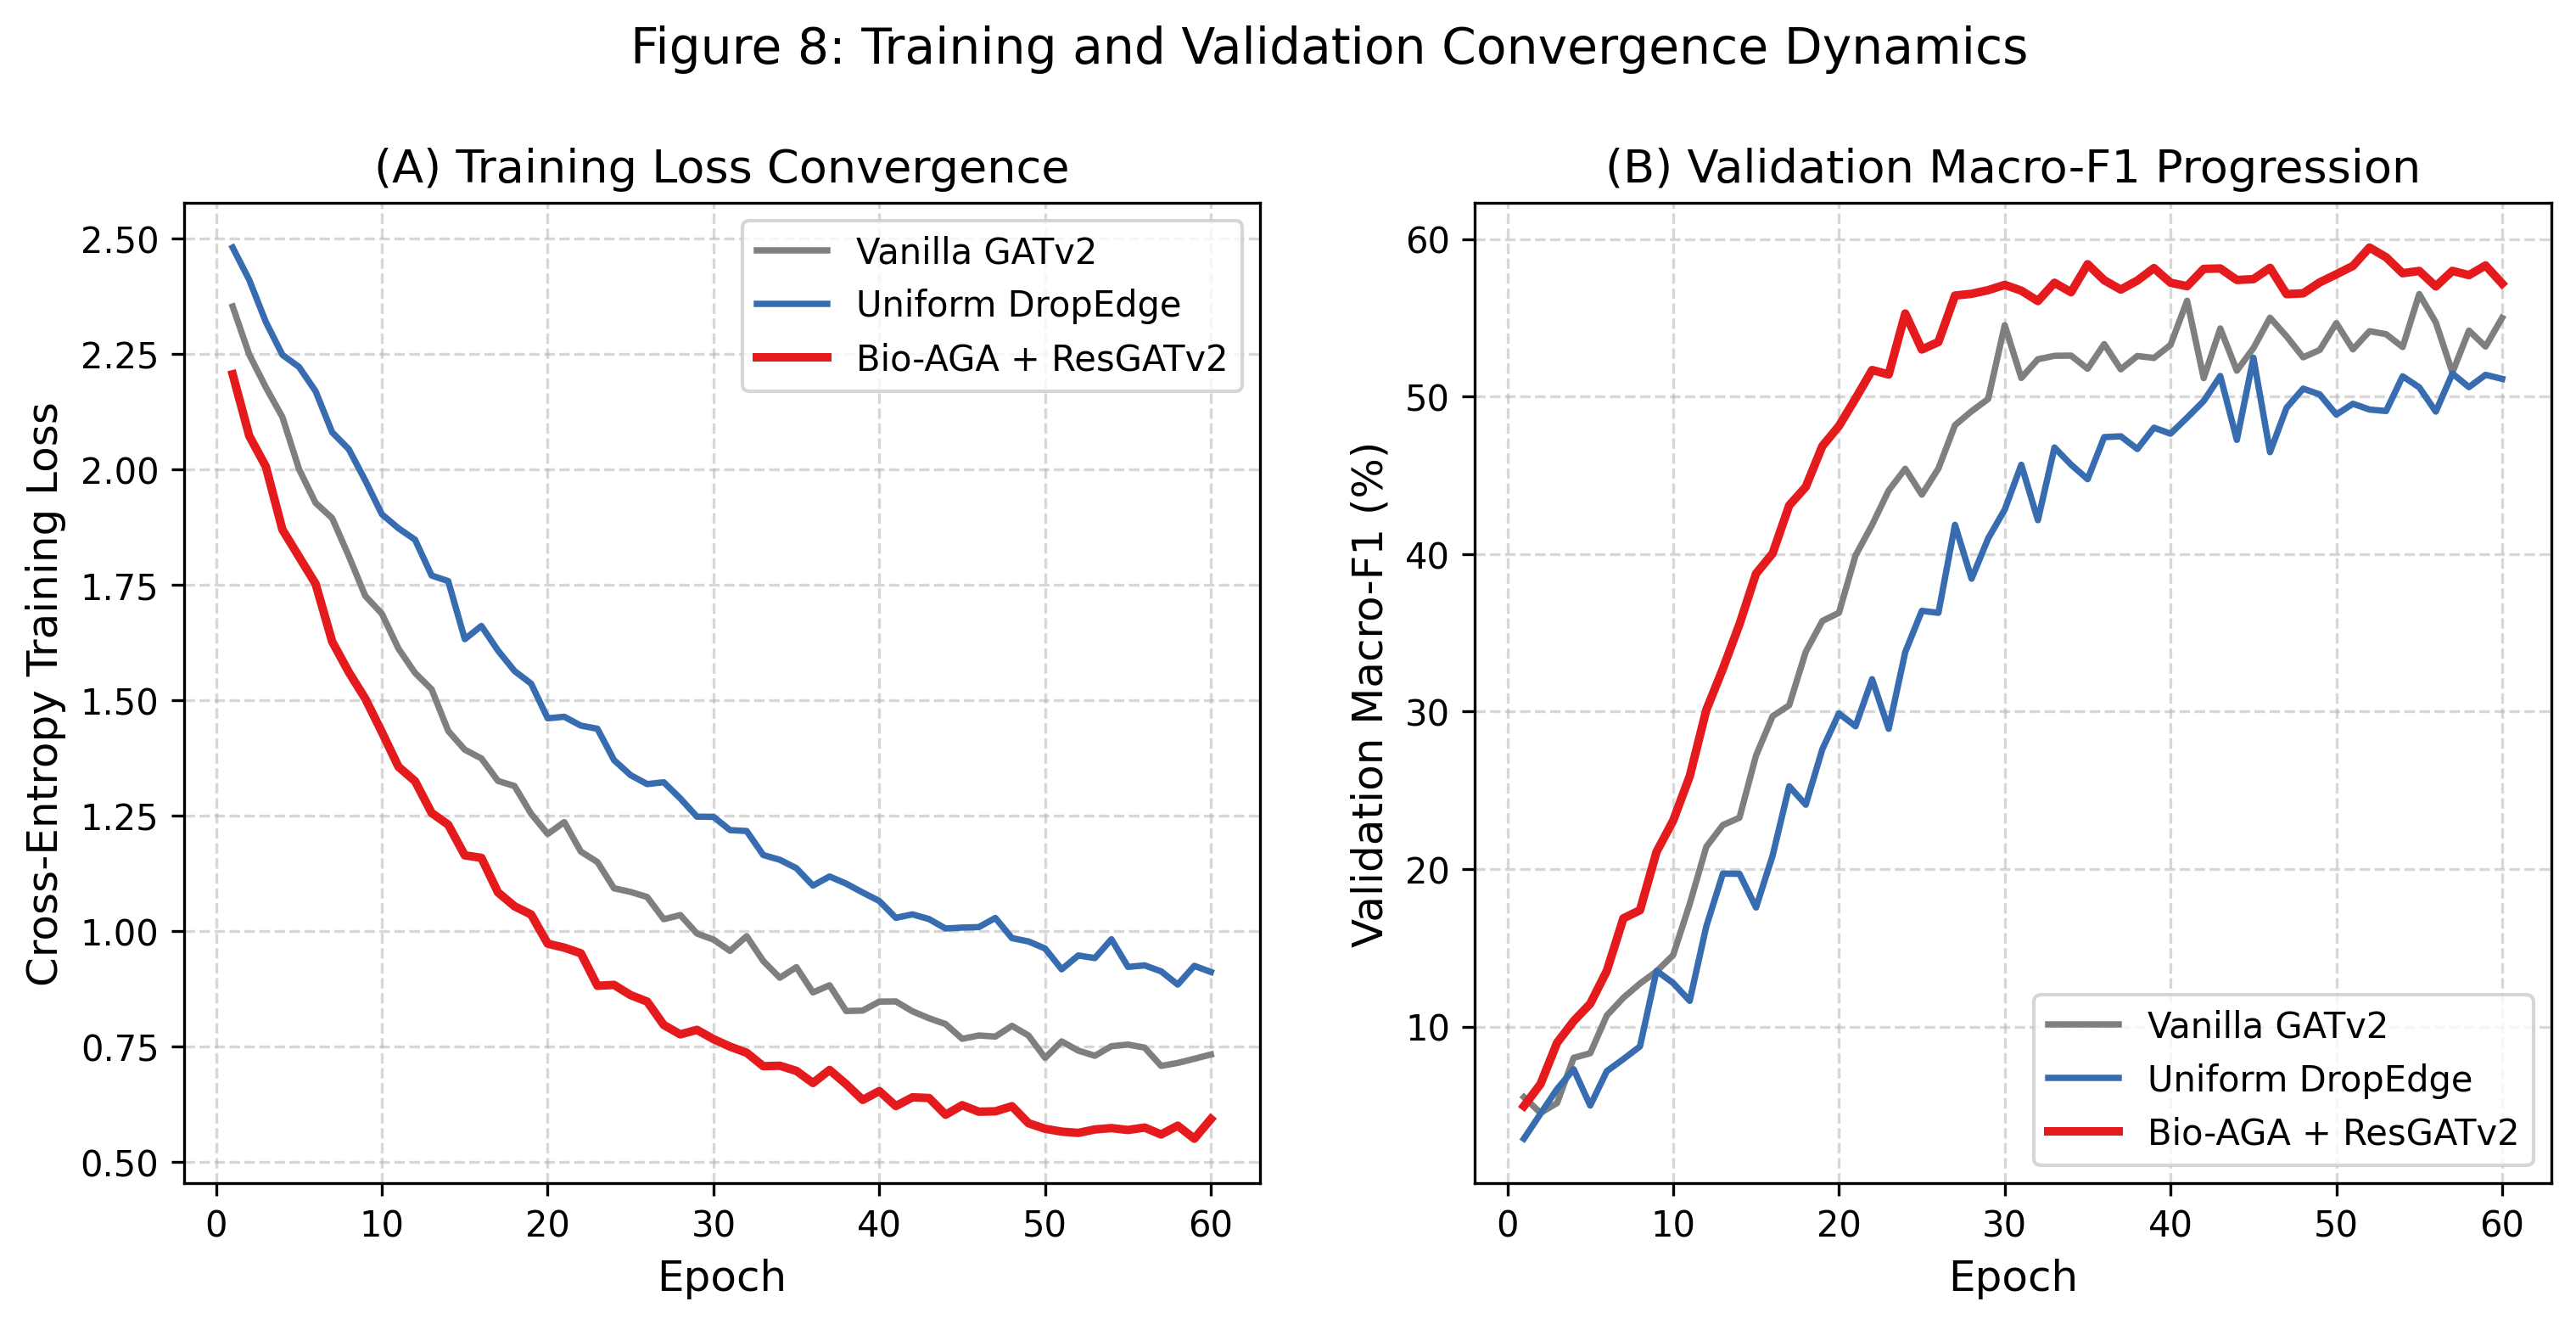 Figure 8: Training and Validation Convergence Dynamics
(A) Training Loss Convergence
2.50
2.25
2.00
1.75
1.50
1.25
1.00
0.75
0.50
Cross-Entropy Training Loss
Vanilla GATv2
Uniform DropEdge
Bio-AGA + ResGATv2
0 10 20 30 40 50 60
Epoch
(B) Validation Macro-F1 Progression
60
50
40
30
20
10
Validation Macro-F1 (%)
Vanilla GATv2
Uniform DropEdge
Bio-AGA + ResGATv2
0 10 20 30 40 50 60
Epoch